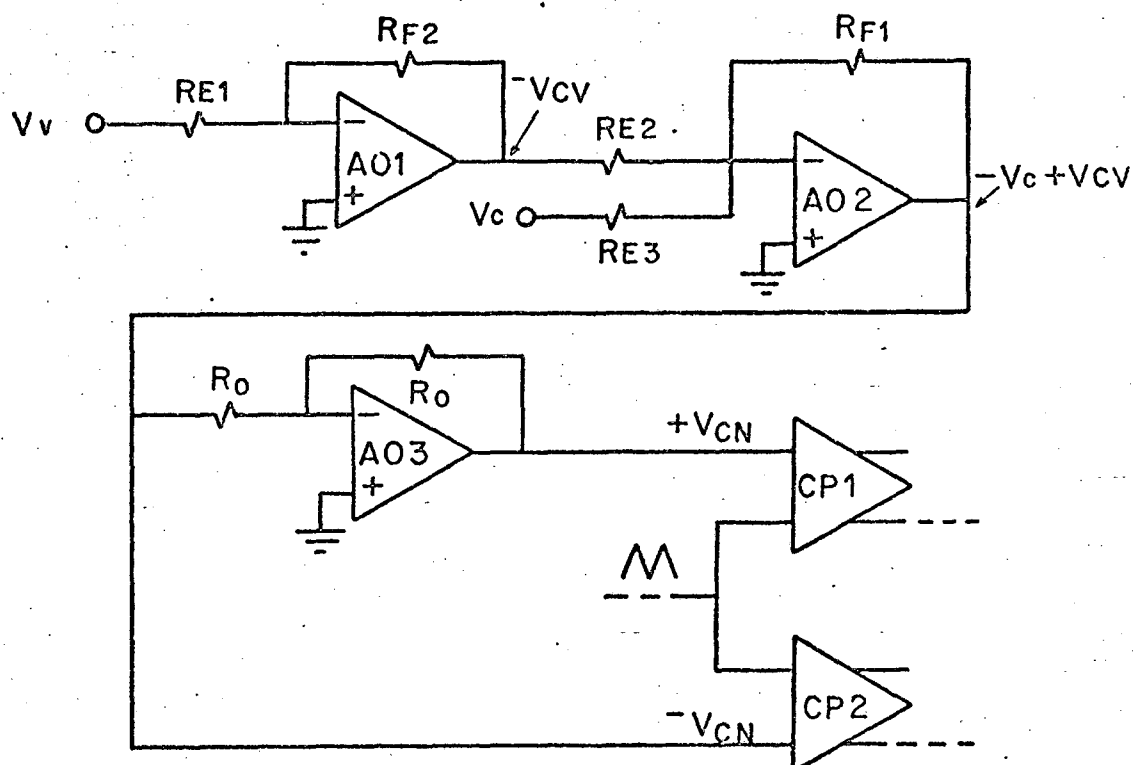 RF2
RF1
RE1
-VCV
Vv
−
RE2
AO1
−
+
AO2
-Vc+VCV
Vc
+
RE3
Ro
Ro
−
+VCN
AO3
CP1
+
CP2
-VCN